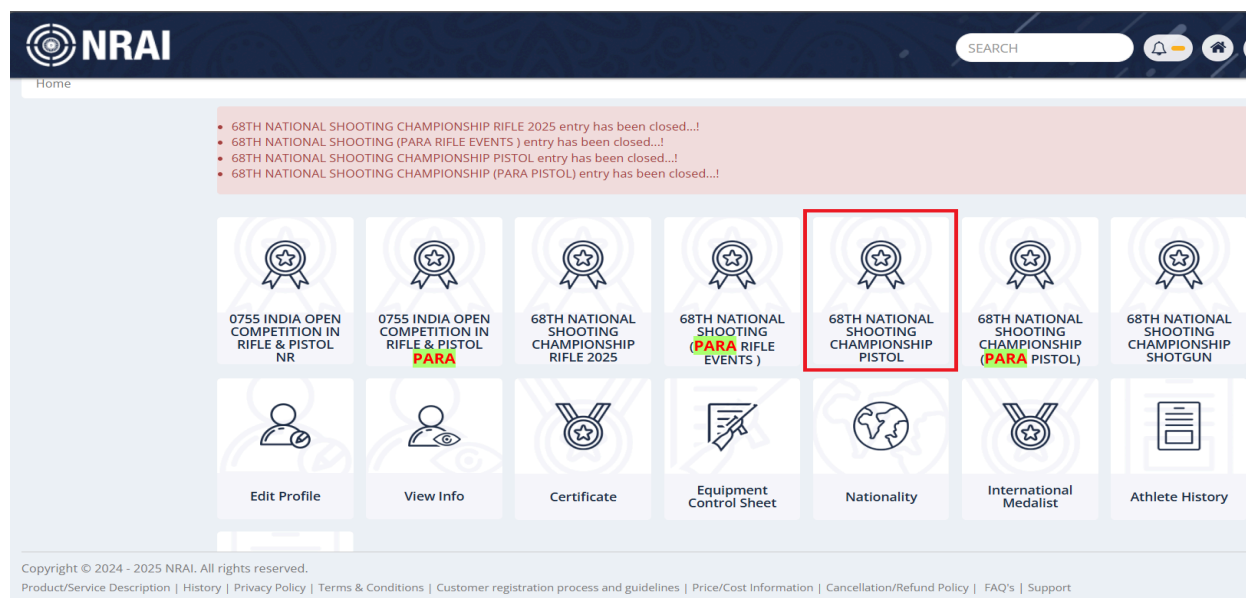 NRAI
SEARCH
Home
68TH NATIONAL SHOOTING CHAMPIONSHIP RIFLE 2025 entry has been closed...!
68TH NATIONAL SHOOTING (PARA RIFLE EVENTS ) entry has been closed...!
68TH NATIONAL SHOOTING CHAMPIONSHIP PISTOL entry has been closed...!
68TH NATIONAL SHOOTING CHAMPIONSHIP (PARA PISTOL) entry has been closed...!
0755 INDIA OPEN
COMPETITION IN
RIFLE & PISTOL
NR
0755 INDIA OPEN
COMPETITION IN
RIFLE & PISTOL
PARA
68TH NATIONAL
SHOOTING
CHAMPIONSHIP
RIFLE 2025
68TH NATIONAL
SHOOTING
(PARA RIFLE
EVENTS )
68TH NATIONAL
SHOOTING
CHAMPIONSHIP
PISTOL
68TH NATIONAL
SHOOTING
CHAMPIONSHIP
(PARA PISTOL)
68TH NATIONAL
SHOOTING
CHAMPIONSHIP
SHOTGUN
Edit Profile
View Info
Certificate
Equipment
Control Sheet
Nationality
International
Medalist
Athlete History
Copyright © 2024 - 2025 NRAI. All rights reserved.
Product/Service Description | History | Privacy Policy | Terms & Conditions | Customer registration process and guidelines | Price/Cost Information | Cancellation/Refund Policy | FAQ's | Support